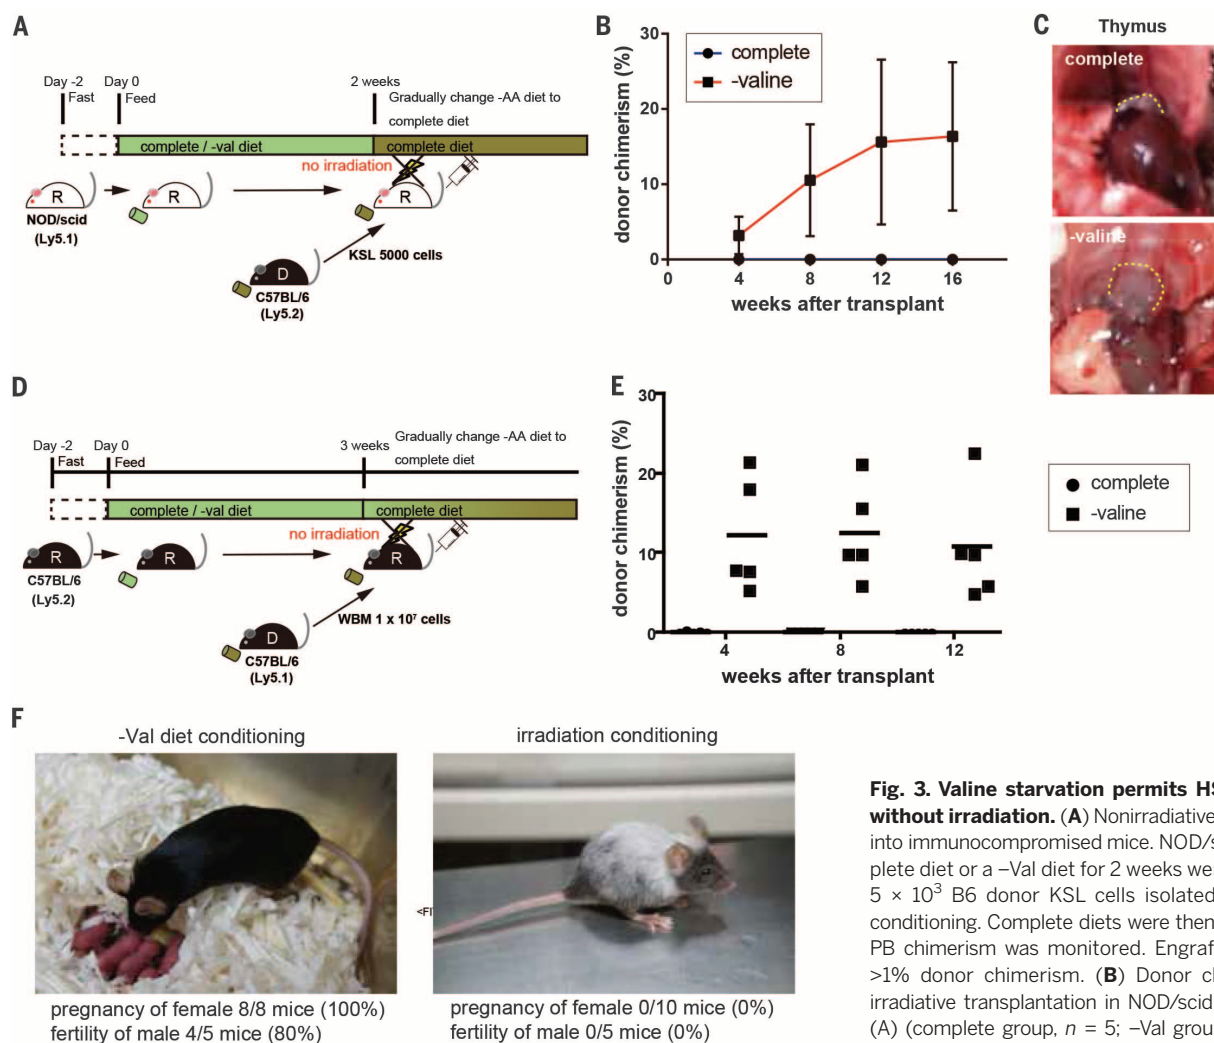 A
Day -2
Day 0
2 weeks
Fast
Feed
Gradually change -AA diet to
complete diet
complete / -val diet
complete diet
no irradiation
R
R
R
NOD/scid
(Ly5.1)
KSL 5000 cells
D
C57BL/6
(Ly5.2)
B
30
20
10
0
donor chimerism (%)
complete
-valine
0
4
8
12
16
weeks after transplant
C
Thymus
complete
-valine
D
Day -2
Day 0
3 weeks
Fast
Feed
Gradually change -AA diet to
complete diet
complete / -val diet
complete diet
no irradiation
R
R
R
C57BL/6
(Ly5.2)
WBM 1 x 10⁷ cells
D
C57BL/6
(Ly5.1)
E
30
20
10
0
donor chimerism (%)
4
8
12
weeks after transplant
complete
-valine
F
-Val diet conditioning
irradiation conditioning
pregnancy of female 8/8 mice (100%)
fertility of male 4/5 mice (80%)
<FI
pregnancy of female 0/10 mice (0%)
fertility of male 0/5 mice (0%)
Fig. 3. Valine starvation permits HS
without irradiation. (A) Nonirradiative
into immunocompromised mice. NOD/s
plete diet or a –Val diet for 2 weeks we
5 × 10³ B6 donor KSL cells isolated
conditioning. Complete diets were then
PB chimerism was monitored. Engraf
>1% donor chimerism. (B) Donor ch
irradiative transplantation in NOD/scid
(A) (complete group, n = 5; –Val grou